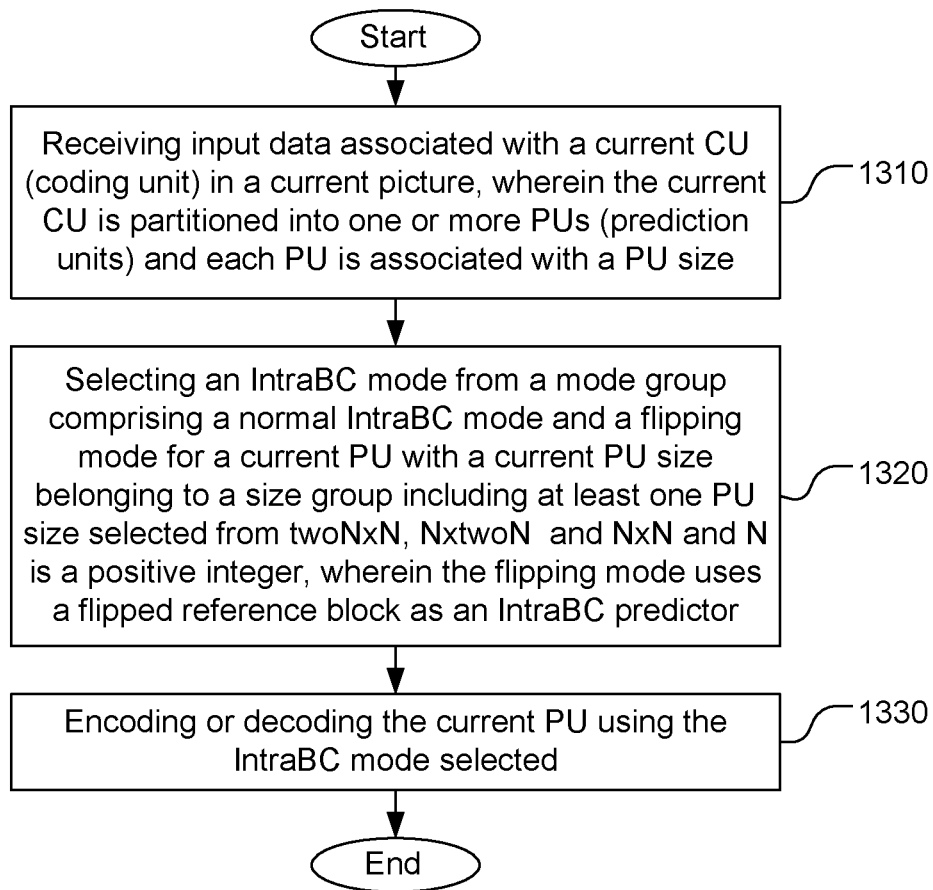 Start
Receiving input data associated with a current CU
(coding unit) in a current picture, wherein the current
CU is partitioned into one or more PUs (prediction
units) and each PU is associated with a PU size
1310
Selecting an IntraBC mode from a mode group
comprising a normal IntraBC mode and a flipping
mode for a current PU with a current PU size
belonging to a size group including at least one PU
size selected from twoNxN, NxtwoN and NxN and N
is a positive integer, wherein the flipping mode uses
a flipped reference block as an IntraBC predictor
1320
Encoding or decoding the current PU using the
IntraBC mode selected
1330
End